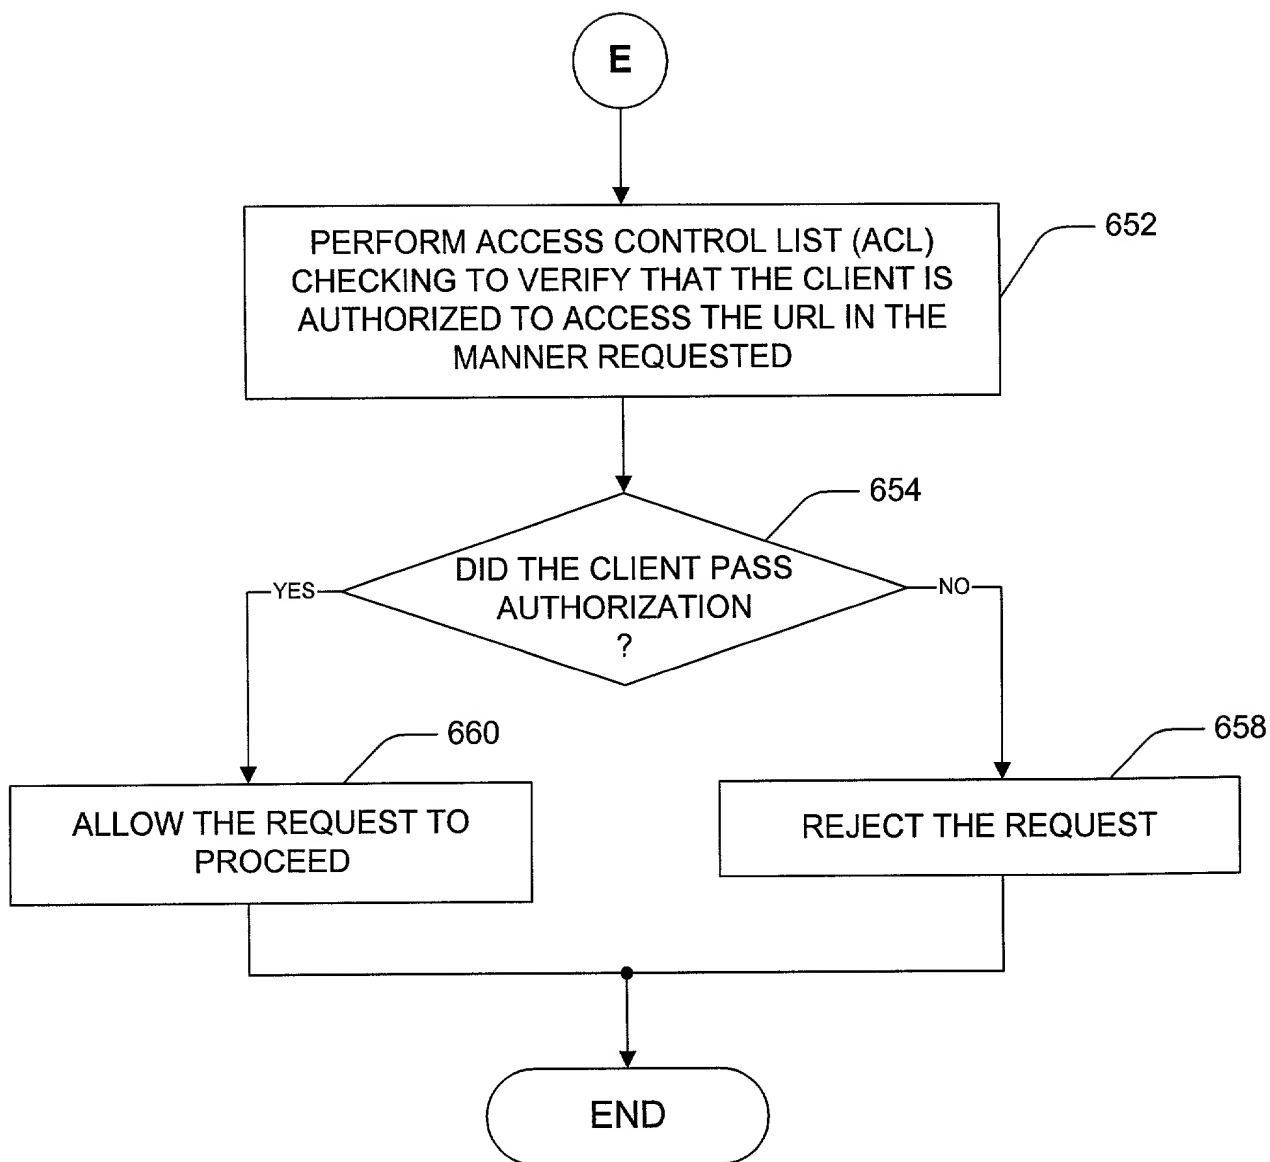 E
PERFORM ACCESS CONTROL LIST (ACL)
CHECKING TO VERIFY THAT THE CLIENT IS
AUTHORIZED TO ACCESS THE URL IN THE
MANNER REQUESTED
652
654
DID THE CLIENT PASS
AUTHORIZATION
?
YES
NO
660
658
ALLOW THE REQUEST TO
PROCEED
REJECT THE REQUEST
END